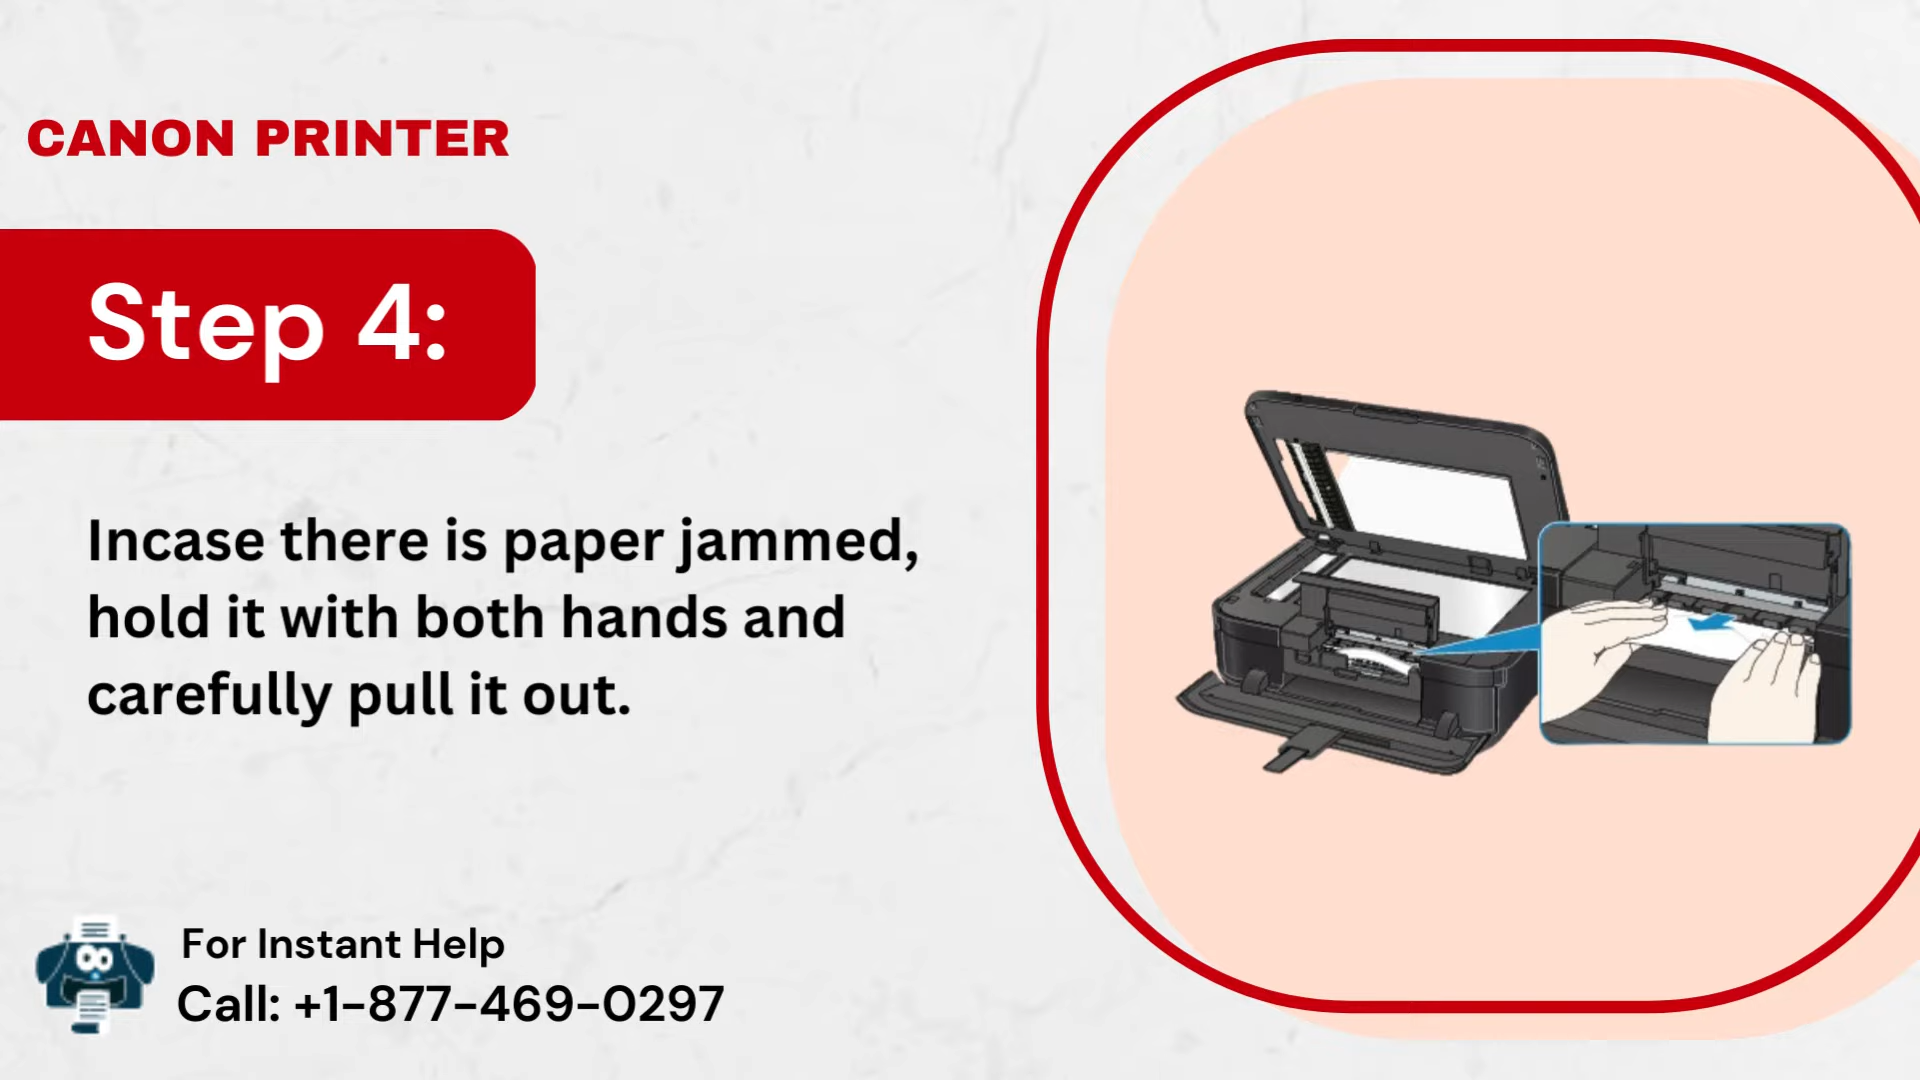 CANON PRINTER
Step 4:
Incase there is paper jammed,
hold it with both hands and
carefully pull it out.
For Instant Help
Call: +1-877-469-0297